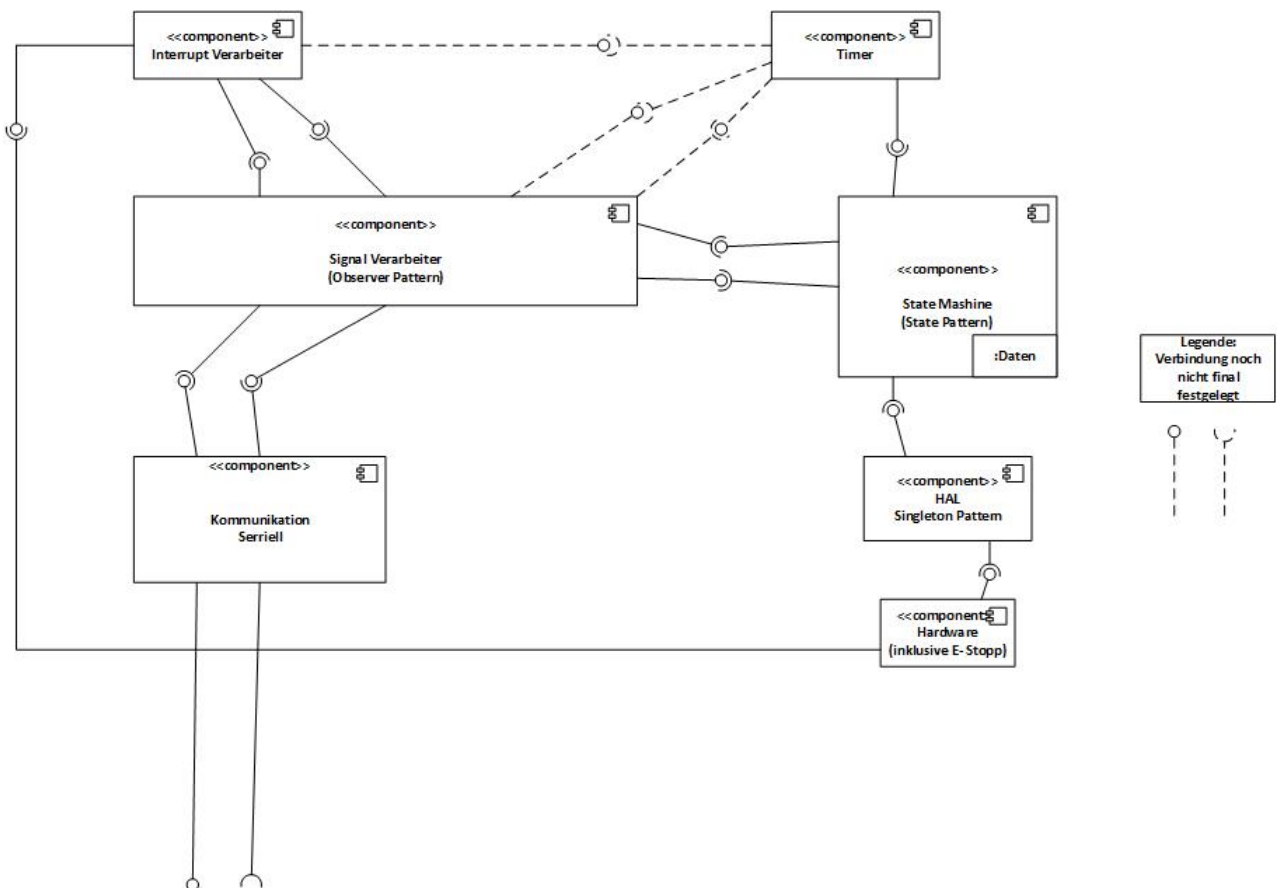 <<component>>
Interrupt Verarbeiter
<<component>>
Timer
<<component>>
Signal Verarbeiter
(Observer Pattern)
<<component>>
State Mashine
(State Pattern)
:Daten
Legende:
Verbindung noch
nicht final
festgelegt
<<component>>
Kommunikation
Serriell
<<component>>
HAL
Singleton Pattern
<<component>>
Hardware
(inklusive E-Stopp)